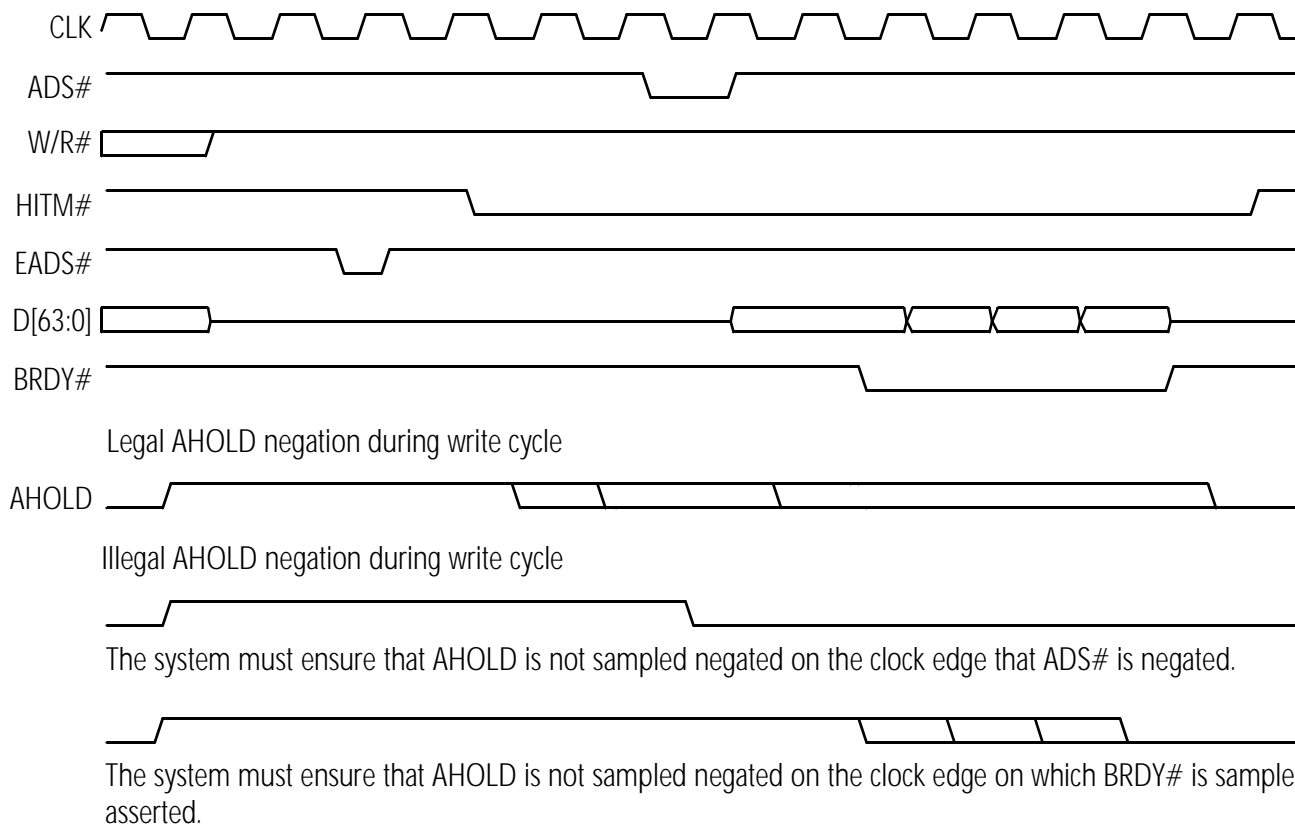 CLK
ADS#
W/R#
HITM#
EADS#
D[63:0]
BRDY#
Legal AHOLD negation during write cycle
AHOLD
Illegal AHOLD negation during write cycle
The system must ensure that AHOLD is not sampled negated on the clock edge that ADS# is negated.
The system must ensure that AHOLD is not sampled negated on the clock edge on which BRDY# is sample
asserted.